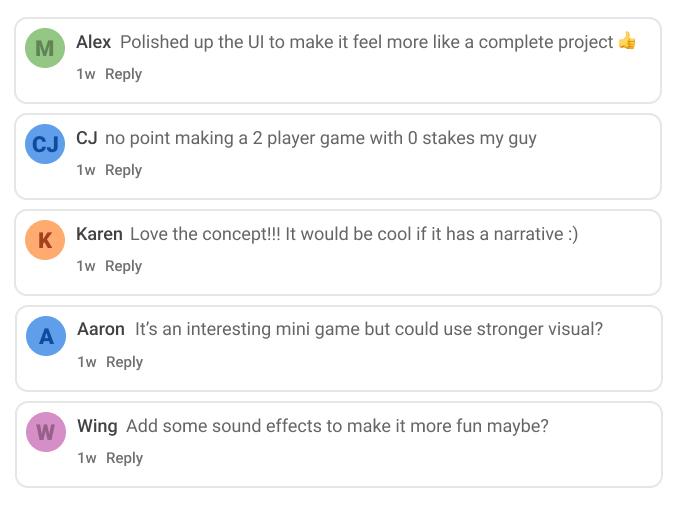 M
Alex Polished up the UI to make it feel more like a complete project 👍
1w Reply
CJ
CJ no point making a 2 player game with 0 stakes my guy
1w Reply
K
Karen Love the concept!!! It would be cool if it has a narrative :)
1w Reply
A
Aaron It’s an interesting mini game but could use stronger visual?
1w Reply
W
Wing Add some sound effects to make it more fun maybe?
1w Reply